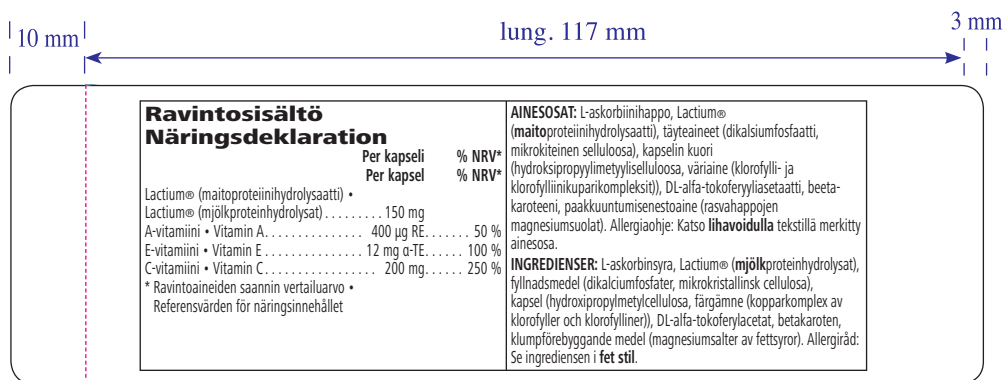 10 mm
lung. 117 mm
3 mm
Ravintosisältö
Näringsdeklaration
Per kapseli % NRV*
Per kapsel % NRV*
Lactium® (maitoproteiinihydrolysaatti) •
Lactium® (mjölkproteinhydrolysat) . . . . . . . . . 150 mg
A-vitamiini • Vitamin A. . . . . . . . . . . . . . . 400 µg RE. . . . . . . 50 %
E-vitamiini • Vitamin E . . . . . . . . . . . . . . . 12 mg α-TE. . . . . . 100 %
C-vitamiini • Vitamin C. . . . . . . . . . . . . . . . . 200 mg. . . . . . 250 %
* Ravintoaineiden saannin vertailuarvo •
Referensvärden för näringsinnehållet
AINESOSAT: L-askorbiinihappo, Lactium®
(maitoproteiinihydrolysaatti), täyteaineet (dikalsiumfosfaatti,
mikrokiteinen selluloosa), kapselin kuori
(hydroksipropyylimetyyliselluloosa, väriaine (klorofylli- ja
klorofylliinikuparikompleksit)), DL-alfa-tokoferyyliasetaatti, beeta-
karoteeni, paakkuuntumisenestoaine (rasvahappojen
magnesiumsuolat). Allergiaohje: Katso lihavoidulla tekstillä merkitty
ainesosa.
INGREDIENSER: L-askorbinsyra, Lactium® (mjölkproteinhydrolysat),
fyllnadsmedel (dikalciumfosfater, mikrokristallinsk cellulosa),
kapsel (hydroxipropylmetylcellulosa, färgämne (kopparkomplex av
klorofyller och klorofylliner)), DL-alfa-tokoferylacetat, betakaroten,
klumpförebyggande medel (magnesiumsalter av fettsyror). Allergiråd:
Se ingrediensen i fet stil.